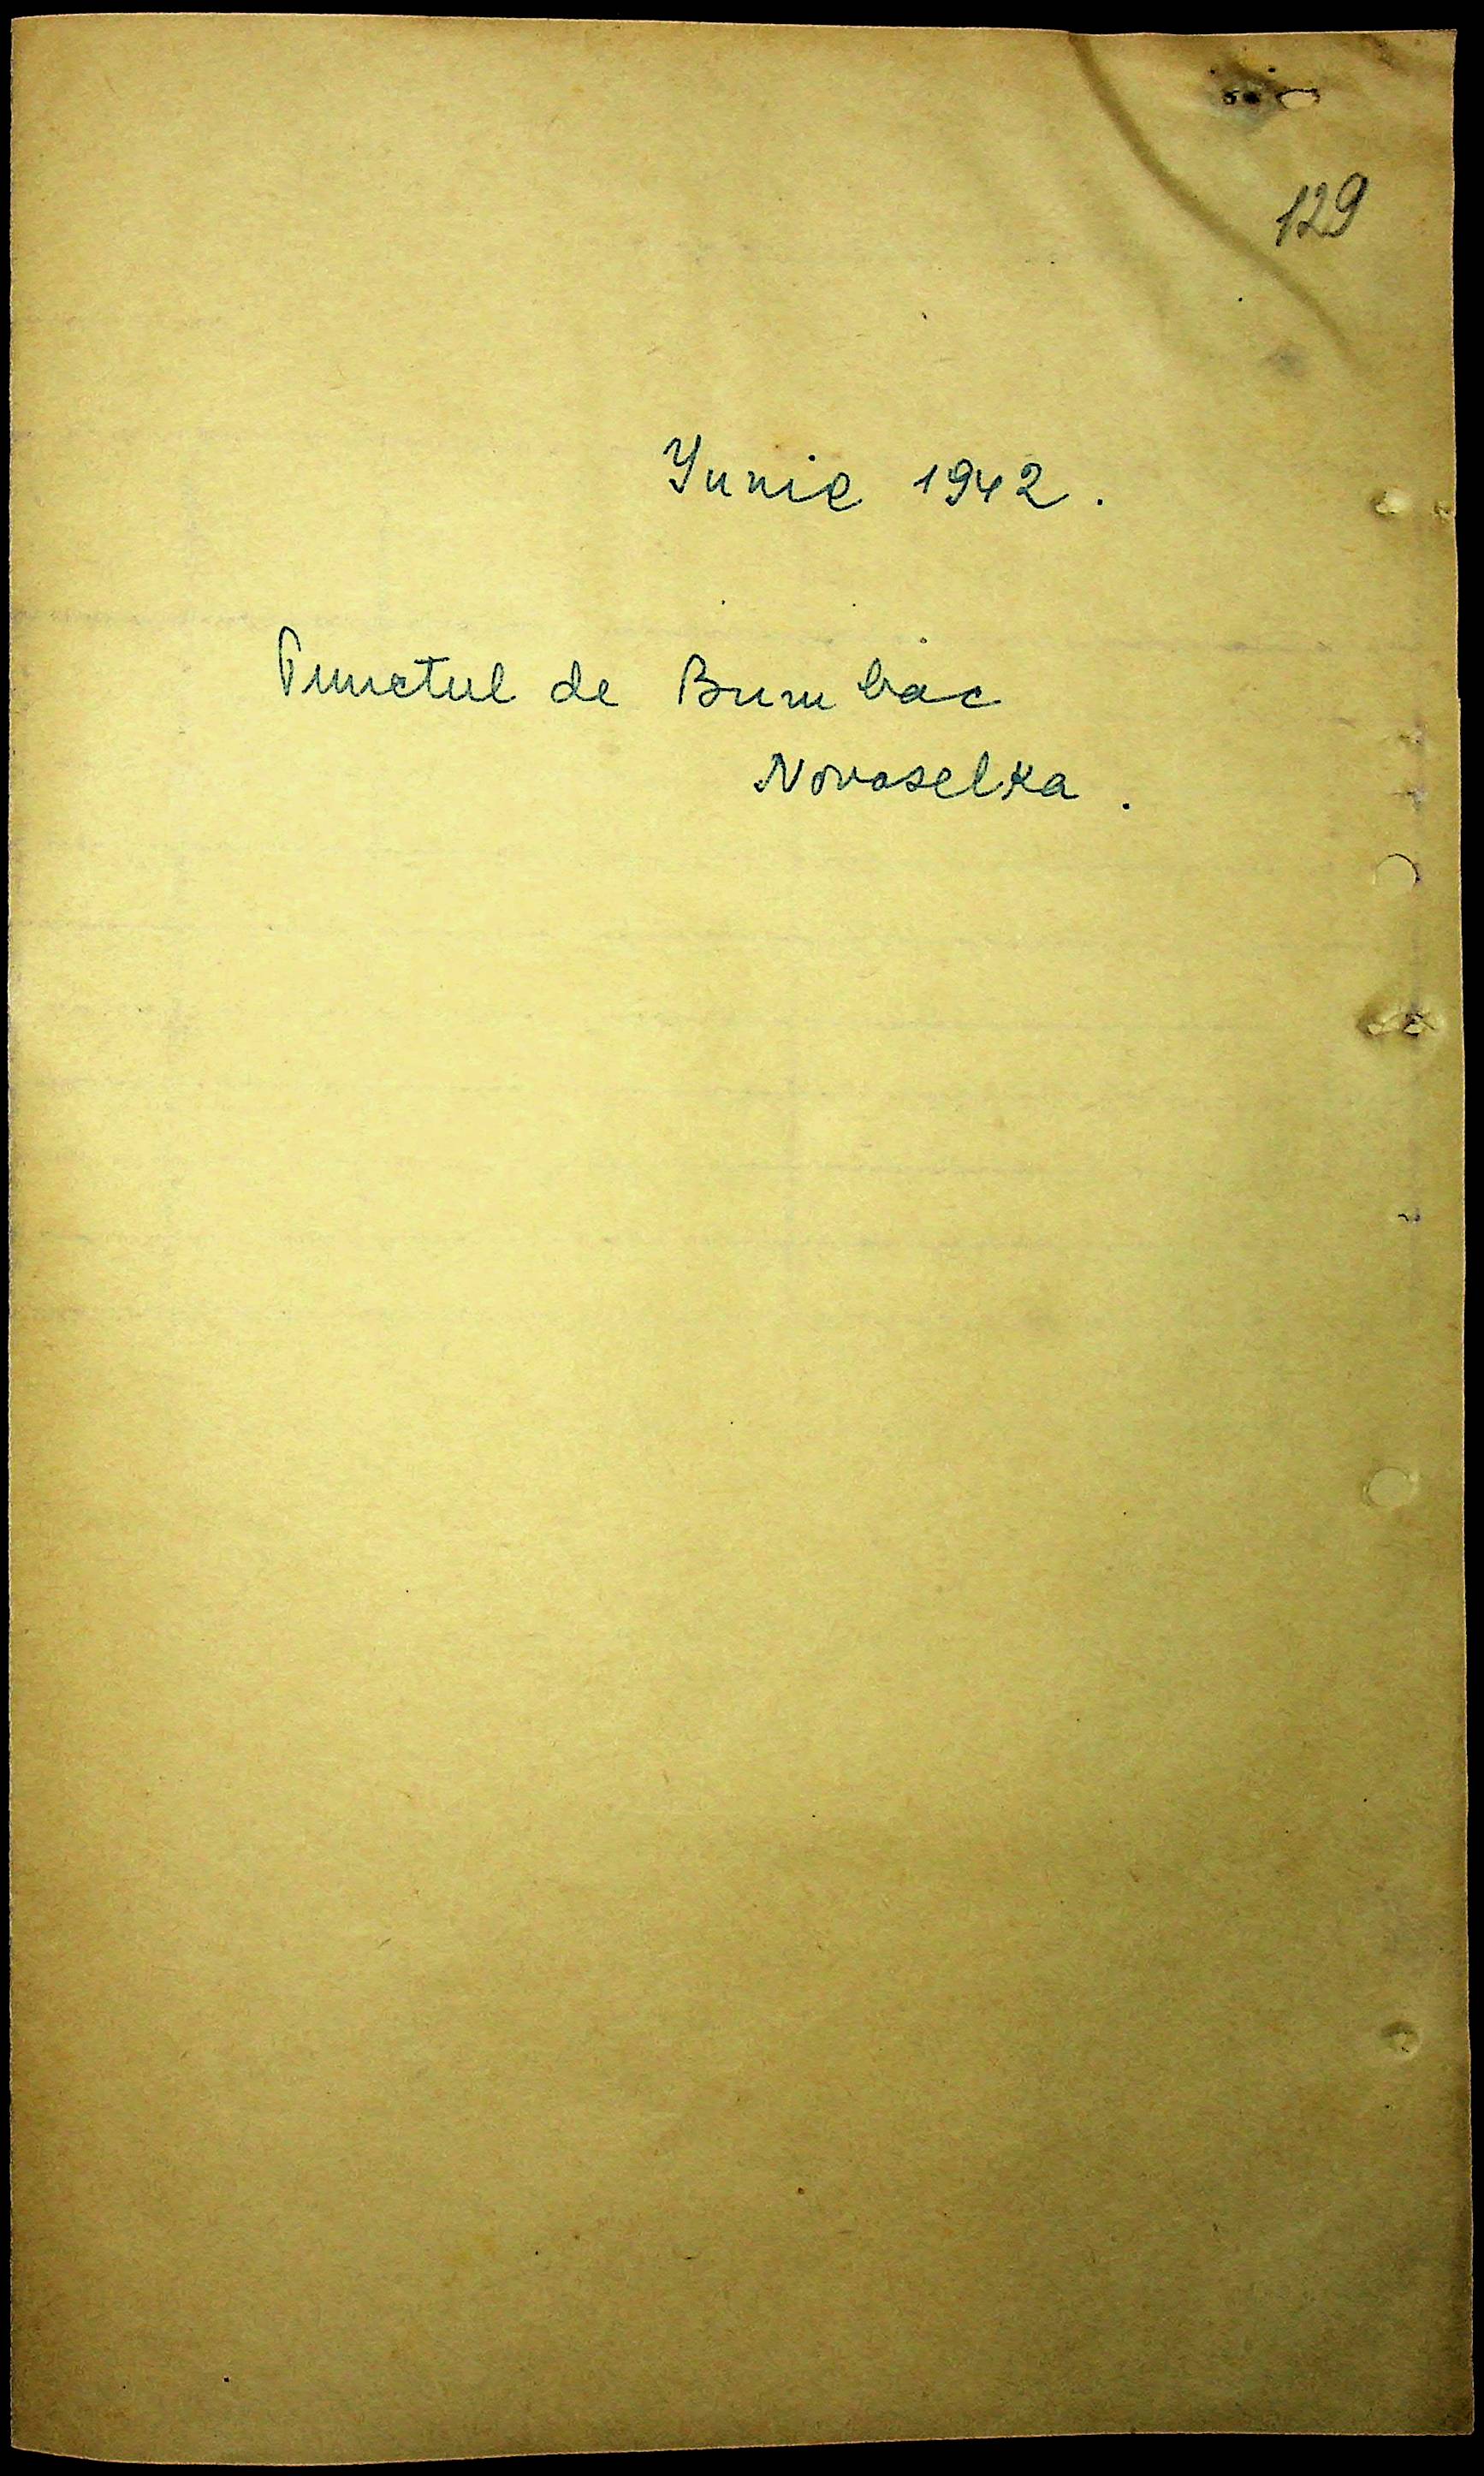 129
Iunie 1942.
Punctul de Bumbac
Novoselka.